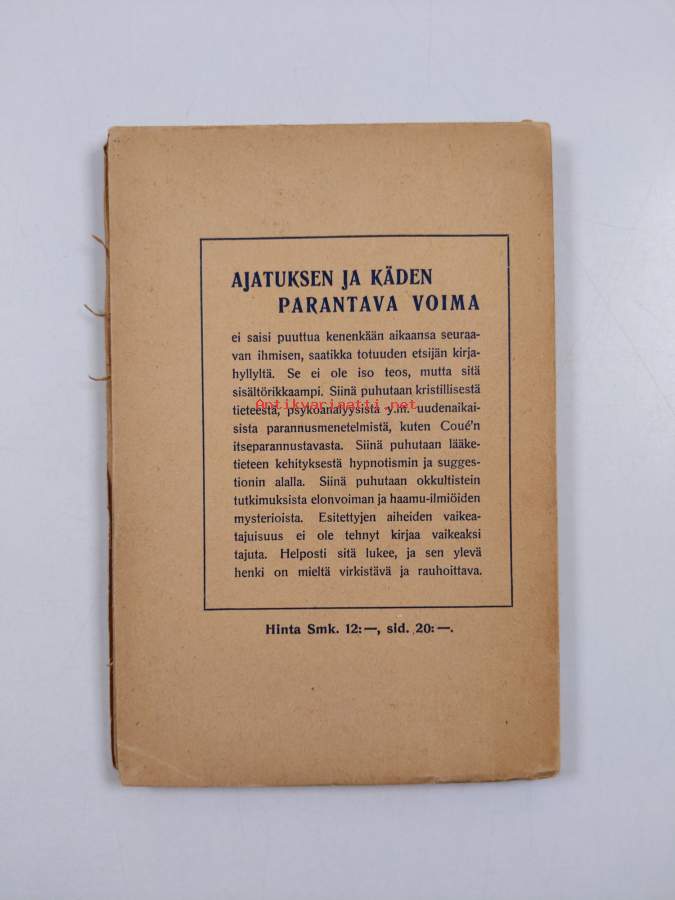 AJATUKSEN JA KÄDEN
PARANTAVA VOIMA
ei saisi puuttua kenenkään aikaansa seuraa-
van ihmisen, saatikka totuuden etsijän kirja-
hyllyltä. Se ei ole iso teos, mutta sitä
sisältörikkaampi. Siinä puhutaan kristillisestä
Antikvariaatti.net
tieteestä, psykoanalyysistä y.m. uudenaikai-
sista parannusmenetelmistä, kuten Coué'n
itseparannustavasta. Siinä puhutaan lääke-
tieteen kehityksestä hypnotismin ja sugges-
tionin alalla. Siinä puhutaan okkultistein
tutkimuksista elonvoiman ja haamu-ilmiöiden
mysterioista. Esitettyjen aiheiden vaikea-
tajuisuus ei ole tehnyt kirjaa vaikeaksi
tajuta. Helposti sitä lukee, ja sen ylevä
henki on mieltä virkistävä ja rauhoittava.
Hinta Smk. 12:—, sid. 20:—.